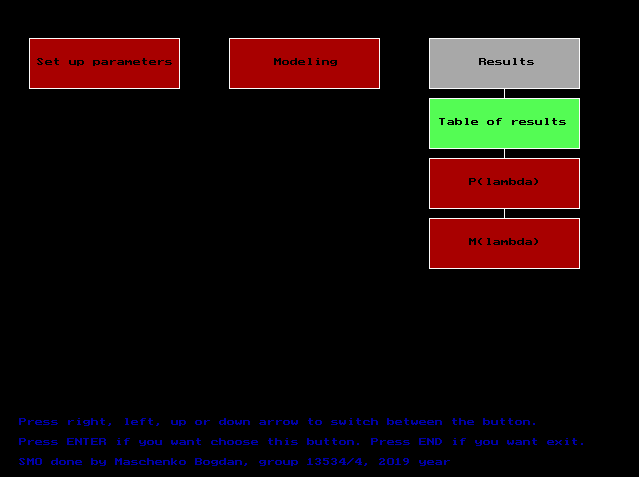 Set up parameters
Modeling
Results
Table of results
P(lambda)
M(lambda)
Press right, left, up or down arrow to switch between the button.
Press ENTER if you want choose this button. Press END if you want exit.
SMO done by Meschenko Bogdan, group 13534/4, 2019 year